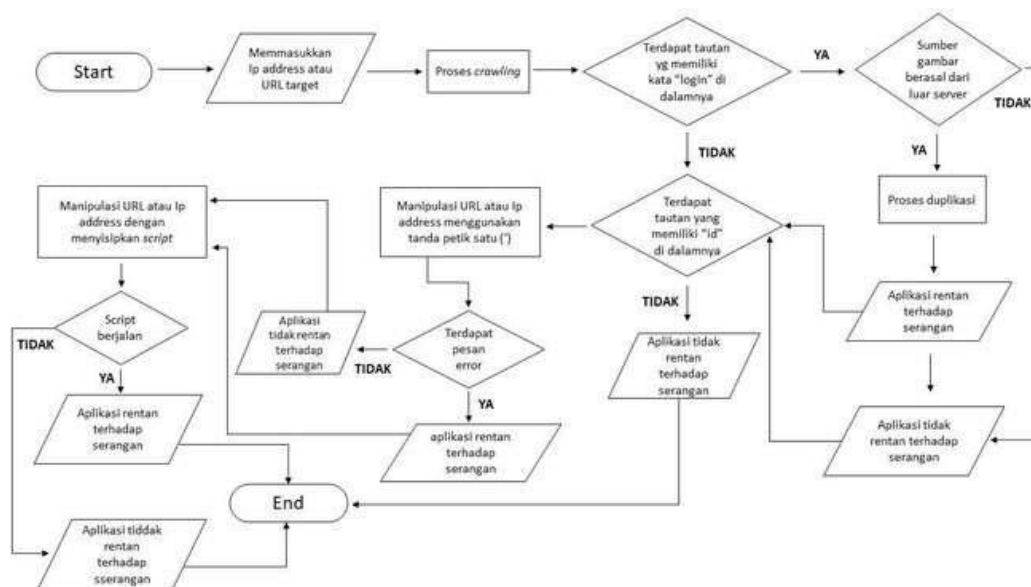 Start
Memmasukkan
Ip address atau
URL target
Proses crawling
Terdapat tautan
yg memiliki
kata "login" di
dalamnya
YA
Sumber
gambar
berasal dari
luar server
TIDAK
TIDAK
YA
Manipulasi URL atau Ip
address dengan
menyisipkan script
Manipulasi URL atau Ip
address menggunakan
tanda petik satu (')
Terdapat
tautan yang
memiliki "id"
di dalamnya
Proses duplikasi
Script
berjalan
TIDAK
Aplikasi
tidak rentan
terhadap
serangan
TIDAK
Terdapat
pesan
error
TIDAK
Aplikasi tidak
rentan
terhadap
serangan
Aplikasi rentan
terhadap
serangan
YA
Aplikasi rentan
terhadap
serangan
YA
aplikasi rentan
terhadap
serangan
Aplikasi tidak
rentan terhadap
serangan
End
Aplikasi tiddak
rentan
terhadap
sserangan